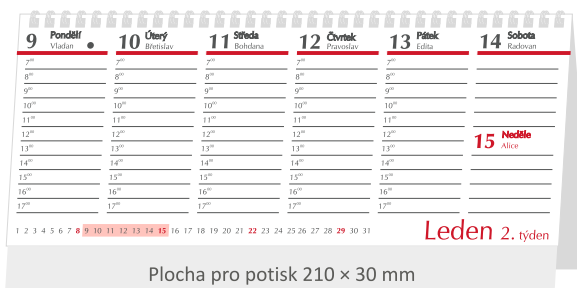 9 Pondělí Vladan
10 Úterý Břetislav
11 Středa Bohdana
12 Čtvrtek Pravoslav
13 Pátek Edita
14 Sobota Radovan
7⁰⁰ 7⁰⁰ 7⁰⁰ 7⁰⁰ 7⁰⁰
8⁰⁰ 8⁰⁰ 8⁰⁰ 8⁰⁰ 8⁰⁰
9⁰⁰ 9⁰⁰ 9⁰⁰ 9⁰⁰ 9⁰⁰
10⁰⁰ 10⁰⁰ 10⁰⁰ 10⁰⁰ 10⁰⁰
11⁰⁰ 11⁰⁰ 11⁰⁰ 11⁰⁰ 11⁰⁰
12⁰⁰ 12⁰⁰ 12⁰⁰ 12⁰⁰ 12⁰⁰
13⁰⁰ 13⁰⁰ 13⁰⁰ 13⁰⁰ 13⁰⁰
14⁰⁰ 14⁰⁰ 14⁰⁰ 14⁰⁰ 14⁰⁰
15⁰⁰ 15⁰⁰ 15⁰⁰ 15⁰⁰ 15⁰⁰
16⁰⁰ 16⁰⁰ 16⁰⁰ 16⁰⁰ 16⁰⁰
17⁰⁰ 17⁰⁰ 17⁰⁰ 17⁰⁰ 17⁰⁰
15 Neděle Alice
1 2 3 4 5 6 7 8 9 10 11 12 13 14 15 16 17 18 19 20 21 22 23 24 25 26 27 28 29 30 31
Leden 2. týden
Plocha pro potisk 210 × 30 mm